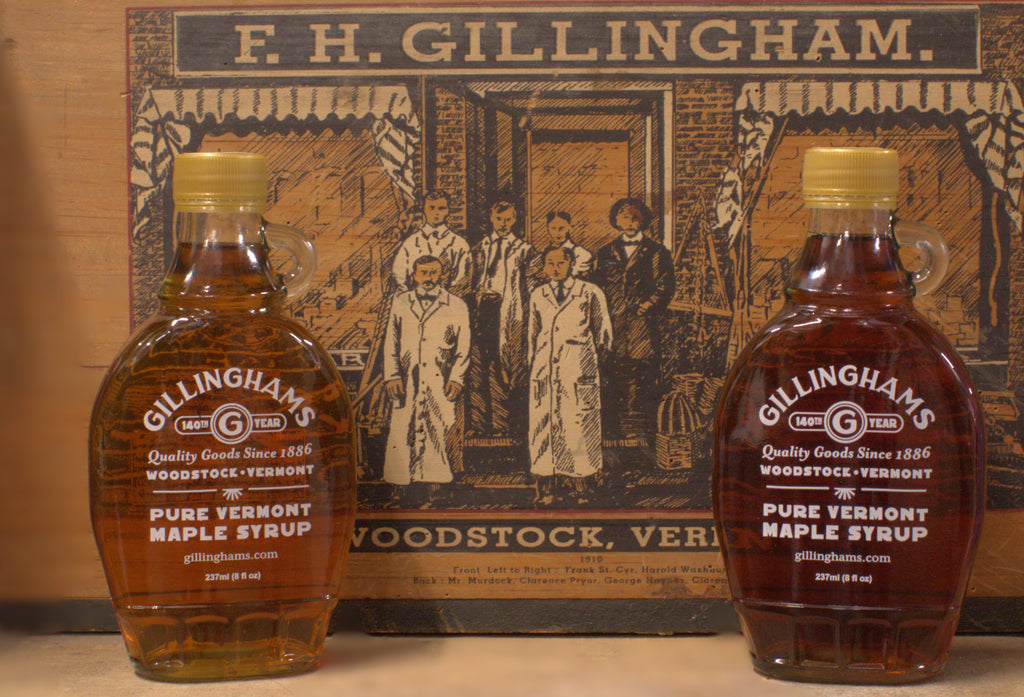 F. H. GILLINGHAM.
GILLINGHAMS
140TH G YEAR
Quality Goods Since 1886
WOODSTOCK • VERMONT
PURE VERMONT
MAPLE SYRUP
gillinghams.com
237ml (8 fl oz)
GILLINGHAMS
140TH G YEAR
Quality Goods Since 1886
WOODSTOCK • VERMONT
PURE VERMONT
MAPLE SYRUP
gillinghams.com
237ml (8 fl oz)
WOODSTOCK, VER
1910
Front Left to Right : Frank St. Cyr, Harold
Back : Mr. Murdock, Clarence Pryor, George